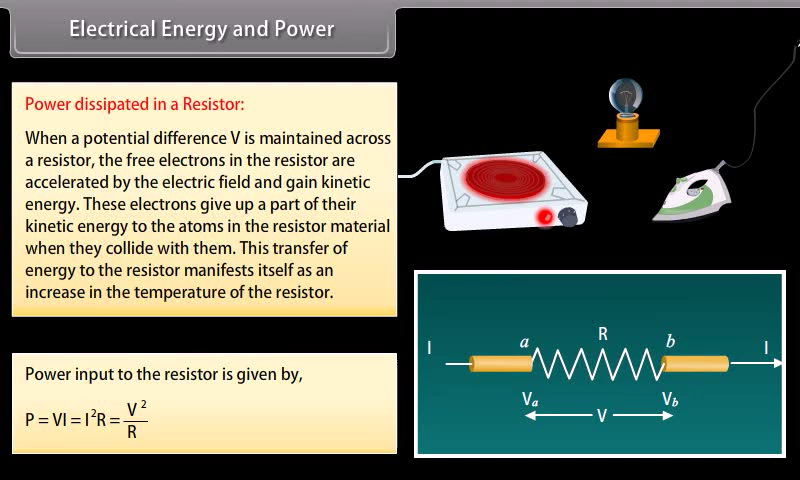 Electrical Energy and Power
Power dissipated in a Resistor:
When a potential difference V is maintained across
a resistor, the free electrons in the resistor are
accelerated by the electric field and gain kinetic
energy. These electrons give up a part of their
kinetic energy to the atoms in the resistor material
when they collide with them. This transfer of
energy to the resistor manifests itself as an
increase in the temperature of the resistor.
Power input to the resistor is given by,
P = VI = I²R = V²/R
I a R b I
Va Vb
V